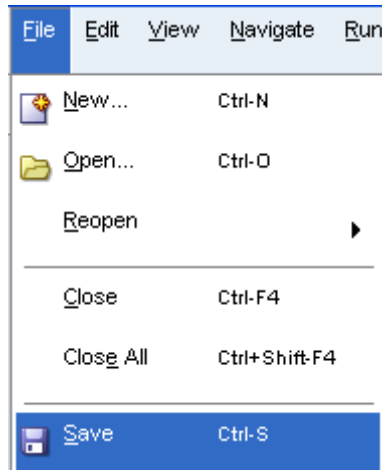 File Edit View Navigate Run
New... Ctrl-N
Open... Ctrl-O
Reopen
Close Ctrl-F4
Close All Ctrl+Shift-F4
Save Ctrl-S